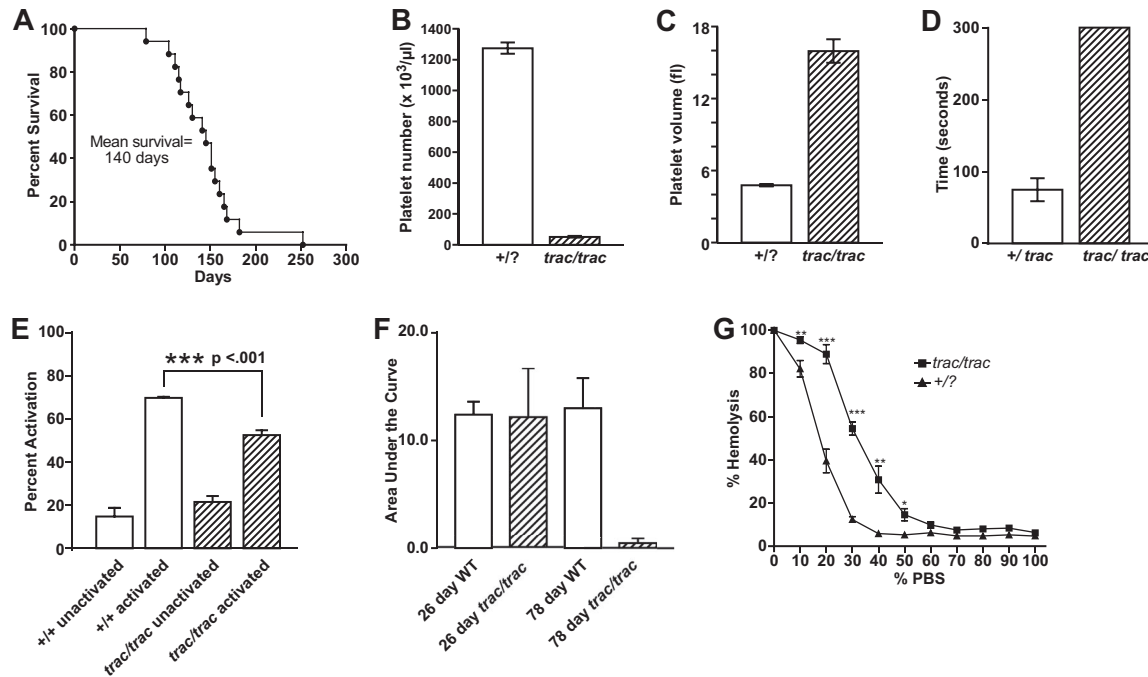 A
Percent Survival
100
80
60
40
20
0
Mean survival=
140 days
0 50 100 150 200 250 300
Days
B
Platelet number (x 10³/µl)
1400
1200
1000
800
600
400
200
0
+/? trac/trac
C
Platelet volume (fl)
18
12
6
0
+/? trac/trac
D
Time (seconds)
300
200
100
0
+/ trac trac/ trac
E
Percent Activation
100
80
60
40
20
0
*** p <.001
+/+ unactivated
+/+ activated
trac/trac unactivated
trac/trac activated
F
Area Under the Curve
20.0
10.0
0.0
26 day WT
26 day trac/trac
78 day WT
78 day trac/trac
G
% Hemolysis
100
80
60
40
20
0
** *** *** ** *
trac/trac
+/?
0 10 20 30 40 50 60 70 80 90 100
% PBS